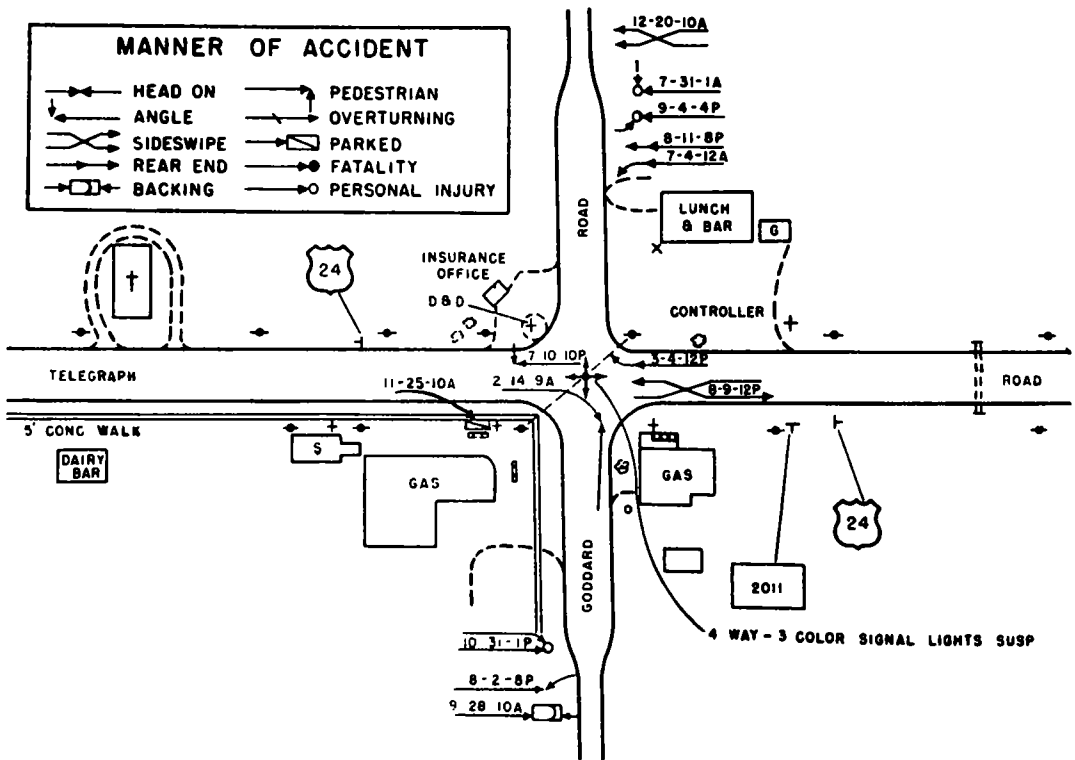 MANNER OF ACCIDENT
HEAD ON
ANGLE
SIDESWIPE
REAR END
BACKING
PEDESTRIAN
OVERTURNING
PARKED
FATALITY
PERSONAL INJURY
12-20-10A
7-31-1A
9-4-4P
8-11-8P
7-4-12A
ROAD
LUNCH
& BAR
G
24
INSURANCE
OFFICE
D & D
CONTROLLER
7 10 10P
3-4-12P
TELEGRAPH
11-25-10A
2 14 9A
8-9-12P
ROAD
5' CONC WALK
DAIRY
BAR
S
GAS
GAS
24
GODDARD
2011
4 WAY - 3 COLOR SIGNAL LIGHTS SUSP
10 31-1P
8-2-8P
9 28 10A